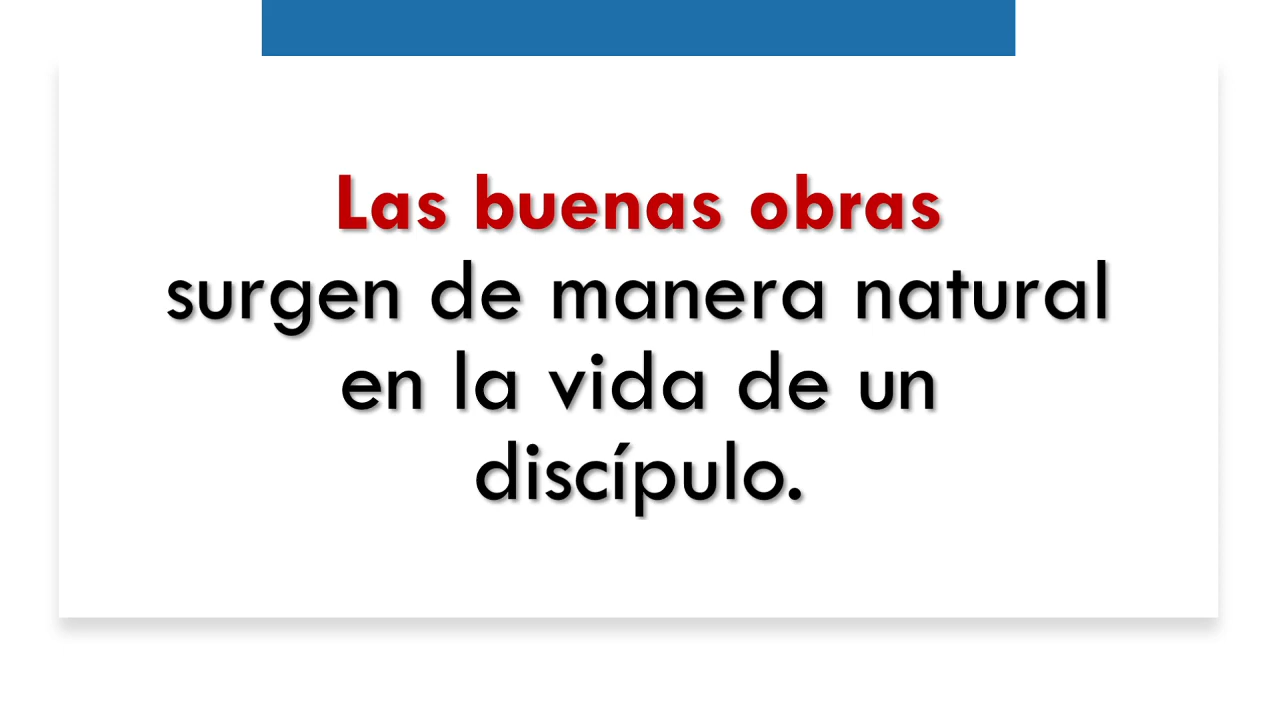 Las buenas obras
surgen de manera natural
en la vida de un
discípulo.